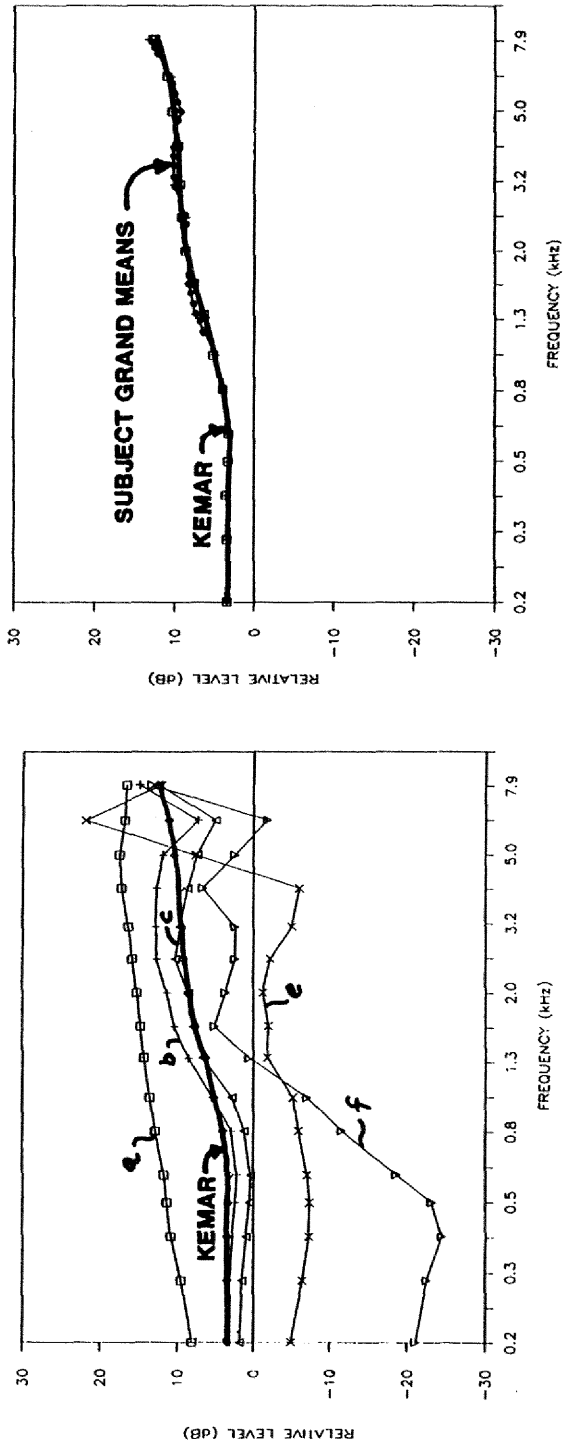 30
20
10
0
-10
-20
-30
RELATIVE LEVEL (dB)
0.2
0.3
0.5
0.8
1.3
2.0
3.2
5.0
7.9
FREQUENCY (kHz)
KEMAR
a
b
c
e
f
30
20
10
0
-10
-20
-30
RELATIVE LEVEL (dB)
0.2
0.3
0.5
0.8
1.3
2.0
3.2
5.0
7.9
FREQUENCY (kHz)
KEMAR
SUBJECT GRAND MEANS